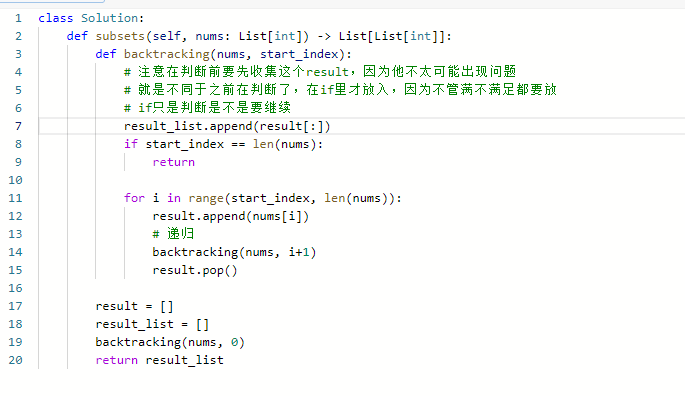 1 class Solution:
2     def subsets(self, nums: List[int]) -> List[List[int]]:
3         def backtracking(nums, start_index):
4             # 注意在判断前要先收集这个result，因为他不太可能出现问题
5             # 就是不同于之前在判断了，在if里才放入，因为不管满不满足都要放
6             # if只是判断是不是要继续
7             result_list.append(result[:])
8             if start_index == len(nums):
9                 return
10
11             for i in range(start_index, len(nums)):
12                 result.append(nums[i])
13                 # 递归
14                 backtracking(nums, i+1)
15                 result.pop()
16
17         result = []
18         result_list = []
19         backtracking(nums, 0)
20         return result_list